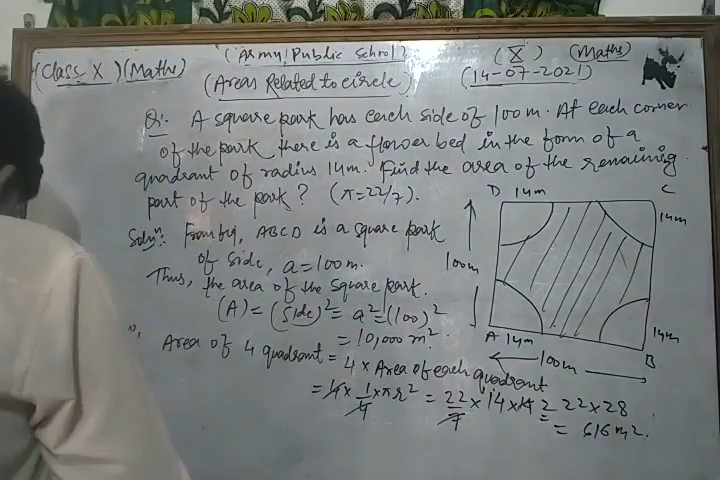 (Army Public School) (X) (Maths)
(Class X) (Maths) (Areas Related to circle) (14-07-2021)
Q:- A square park has each side of 100 m. At each corner
of the park there is a flower bed in the form of a
quadrant of radius 14m. Find the area of the remaining
part of the park? (π=22/7).
Soln:- From fig, ABCD is a square park
of side, a=100 m.
Thus, the area of the square park.
(A) = (Side)² = a² = (100)²
= 10,000 m².
∴ Area of 4 quadrant = 4 × Area of each quadrant
= 4 × 1/4 × πr² = 22/7 × 14 × 14 2 22×28
= 616 m².
D 14m C
14m
100m
14m
A 14m B
100m